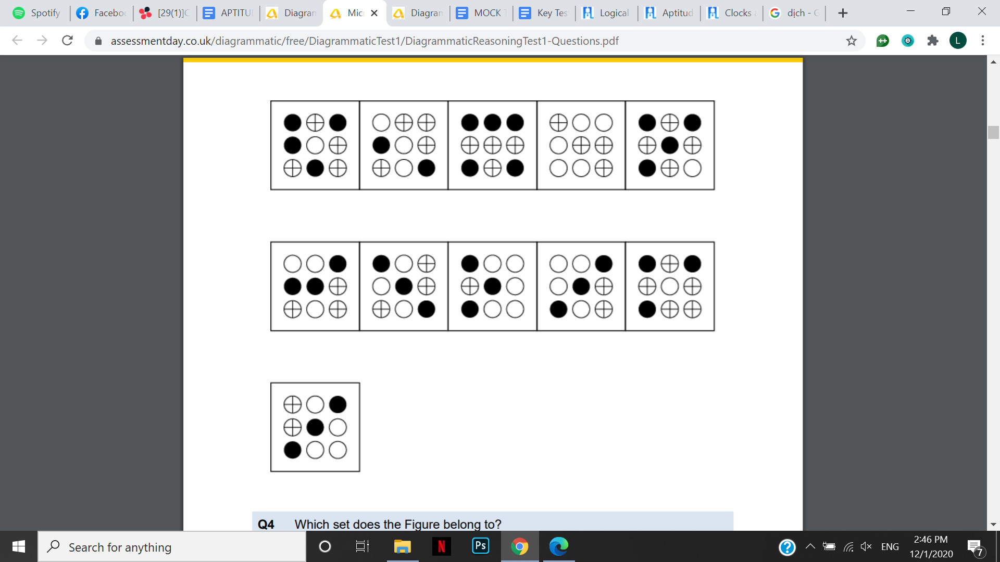 Spotify
Faceboo
[29(1)]C
APTITUI
Diagran
Mic
Diagran
MOCK T
Key Tes
Logical
Aptitud
Clocks a
dịch - G
assessmentday.co.uk/diagrammatic/free/DiagrammaticTest1/DiagrammaticReasoningTest1-Questions.pdf
L
Q4 Which set does the Figure belong to?
Search for anything
N
Ps
?
ENG
2:46 PM
12/1/2020
7